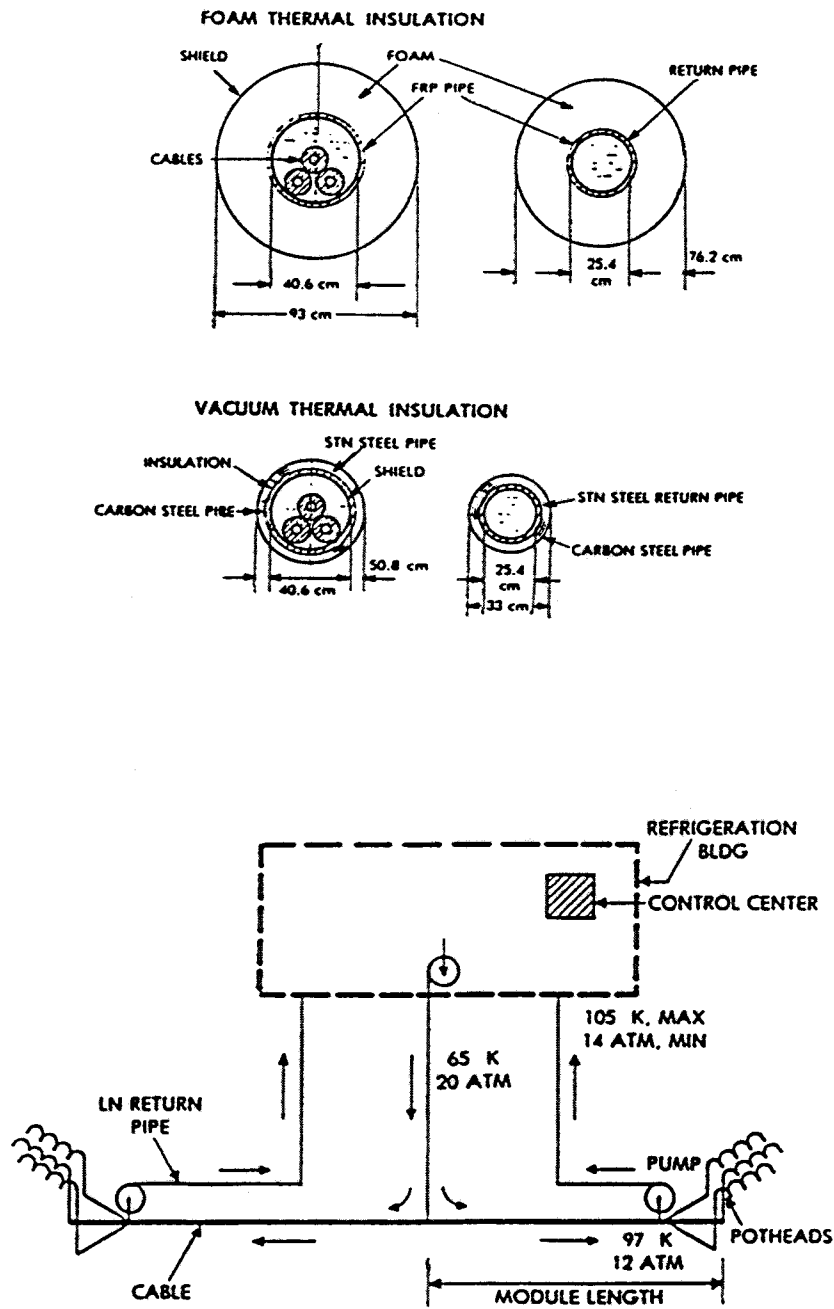 FOAM THERMAL INSULATION
SHIELD
FOAM
RETURN PIPE
FRP PIPE
CABLES
40.6 cm
93 cm
25.4
cm
76.2 cm
VACUUM THERMAL INSULATION
STN STEEL PIPE
INSULATION
SHIELD
CARBON STEEL PIPE
STN STEEL RETURN PIPE
CARBON STEEL PIPE
50.8 cm
40.6 cm
25.4
cm
33 cm
REFRIGERATION
BLDG
CONTROL CENTER
105 K, MAX
14 ATM, MIN
65 K
20 ATM
LN RETURN
PIPE
PUMP
POTHEADS
97 K
12 ATM
CABLE
MODULE LENGTH